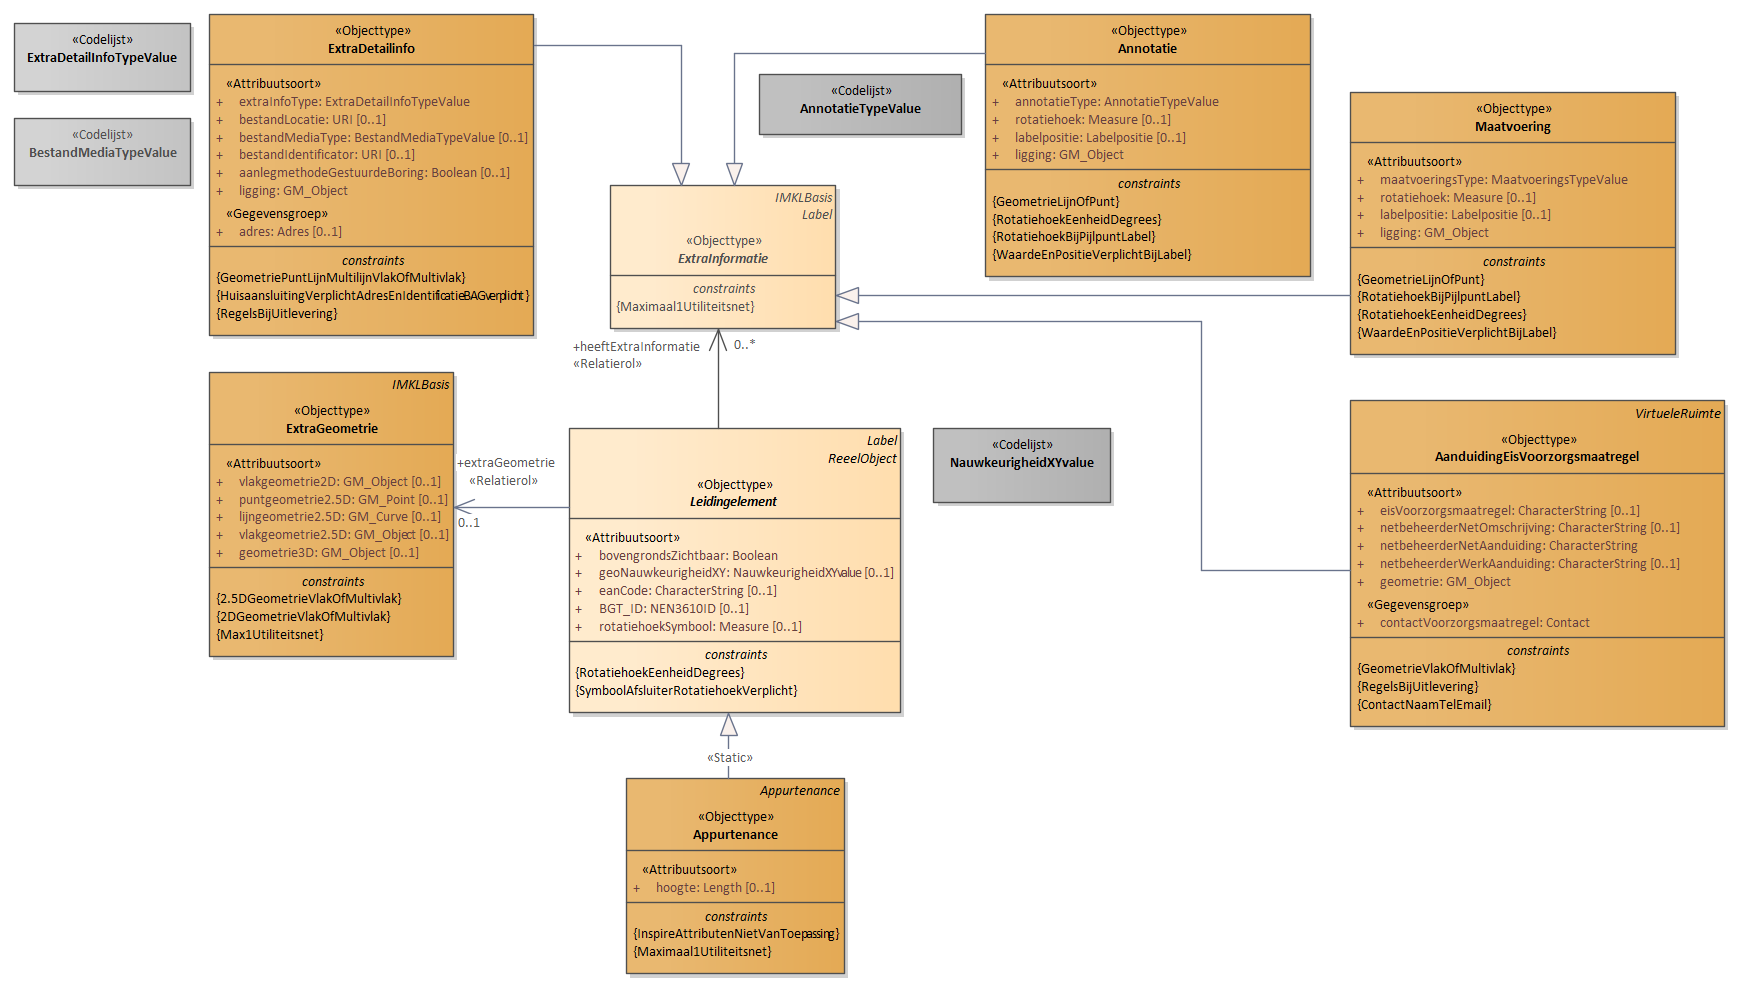 «Codelijst»
ExtraDetailInfoTypeValue
«Codelijst»
BestandMediaTypeValue
«Objecttype»
ExtraDetailinfo
«Attribuutsoort»
+ extraInfoType: ExtraDetailInfoTypeValue
+ bestandLocatie: URI [0..1]
+ bestandMediaType: BestandMediaTypeValue [0..1]
+ bestandIdentificator: URI [0..1]
+ aanlegmethodeGestuurdeBoring: Boolean [0..1]
+ ligging: GM_Object
«Gegevensgroep»
+ adres: Adres [0..1]
constraints
{GeometriePuntLijnMultilijnVlakOfMultivlak}
{HuisaansluitingVerplichtAdresEnIdentificatieBAGverplicht}
{RegelsBijUitlevering}
«Codelijst»
AnnotatieTypeValue
«Objecttype»
Annotatie
«Attribuutsoort»
+ annotatieType: AnnotatieTypeValue
+ rotatiehoek: Measure [0..1]
+ labelpositie: Labelpositie [0..1]
+ ligging: GM_Object
constraints
{GeometrieLijnOfPunt}
{RotatiehoekEenheidDegrees}
{RotatiehoekBijPijlpuntLabel}
{WaardeEnPositieVerplichtBijLabel}
«Objecttype»
Maatvoering
«Attribuutsoort»
+ maatvoeringsType: MaatvoeringsTypeValue
+ rotatiehoek: Measure [0..1]
+ labelpositie: Labelpositie [0..1]
+ ligging: GM_Object
constraints
{GeometrieLijnOfPunt}
{RotatiehoekBijPijlpuntLabel}
{RotatiehoekEenheidDegrees}
{WaardeEnPositieVerplichtBijLabel}
IMKLBasis
Label
«Objecttype»
ExtraInformatie
constraints
{Maximaal1Utiliteitsnet}
+heeftExtraInformatie
«Relatierol»
0..*
IMKLBasis
«Objecttype»
ExtraGeometrie
«Attribuutsoort»
+ vlakgeometrie2D: GM_Object [0..1]
+ puntgeometrie2.5D: GM_Point [0..1]
+ lijngeometrie2.5D: GM_Curve [0..1]
+ vlakgeometrie2.5D: GM_Object [0..1]
+ geometrie3D: GM_Object [0..1]
constraints
{2.5DGeometrieVlakOfMultivlak}
{2DGeometrieVlakOfMultivlak}
{Max1Utiliteitsnet}
+extraGeometrie
«Relatierol»
0..1
Label
ReeelObject
«Objecttype»
Leidingelement
«Attribuutsoort»
+ bovengrondsZichtbaar: Boolean
+ geoNauwkeurigheidXY: NauwkeurigheidXYvalue [0..1]
+ eanCode: CharacterString [0..1]
+ BGT_ID: NEN3610ID [0..1]
+ rotatiehoekSymbool: Measure [0..1]
constraints
{RotatiehoekEenheidDegrees}
{SymboolAfsluiterRotatiehoekVerplicht}
«Codelijst»
NauwkeurigheidXYvalue
VirtueleRuimte
«Objecttype»
AanduidingEisVoorzorgsmaatregel
«Attribuutsoort»
+ eisVoorzorgsmaatregel: CharacterString [0..1]
+ netbeheerderNetOmschrijving: CharacterString [0..1]
+ netbeheerderNetAanduiding: CharacterString
+ netbeheerderWerkAanduiding: CharacterString [0..1]
+ geometrie: GM_Object
«Gegevensgroep»
+ contactVoorzorgsmaatregel: Contact
constraints
{GeometrieVlakOfMultivlak}
{RegelsBijUitlevering}
{ContactNaamTelEmail}
«Static»
Appurtenance
«Objecttype»
Appurtenance
«Attribuutsoort»
+ hoogte: Length [0..1]
constraints
{InspireAttributenNietVanToepassing}
{Maximaal1Utiliteitsnet}